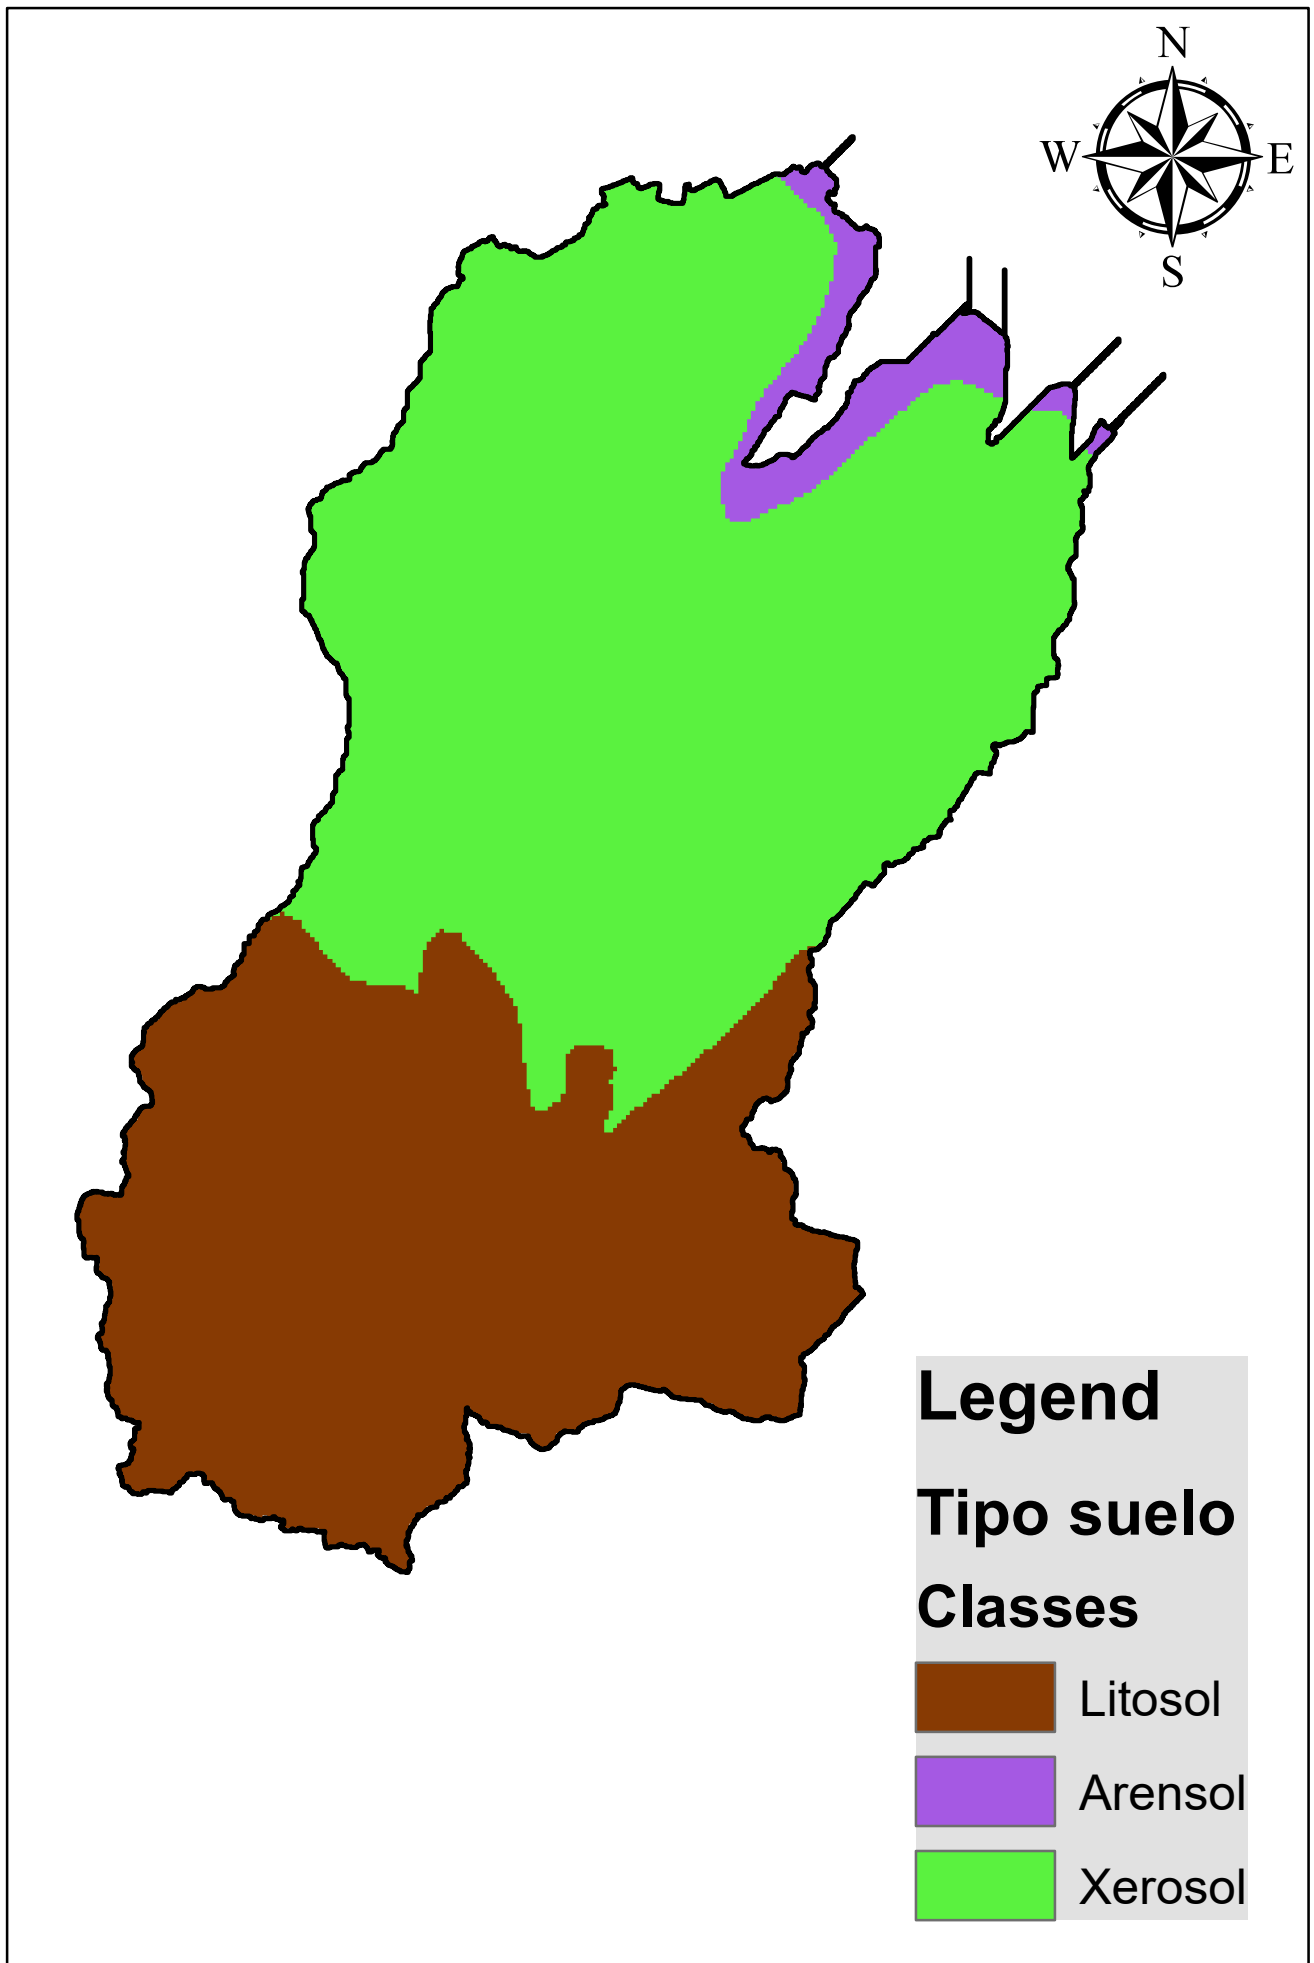 N
W
E
S
Legend
Tipo suelo
Classes
Litosol
Arensol
Xerosol